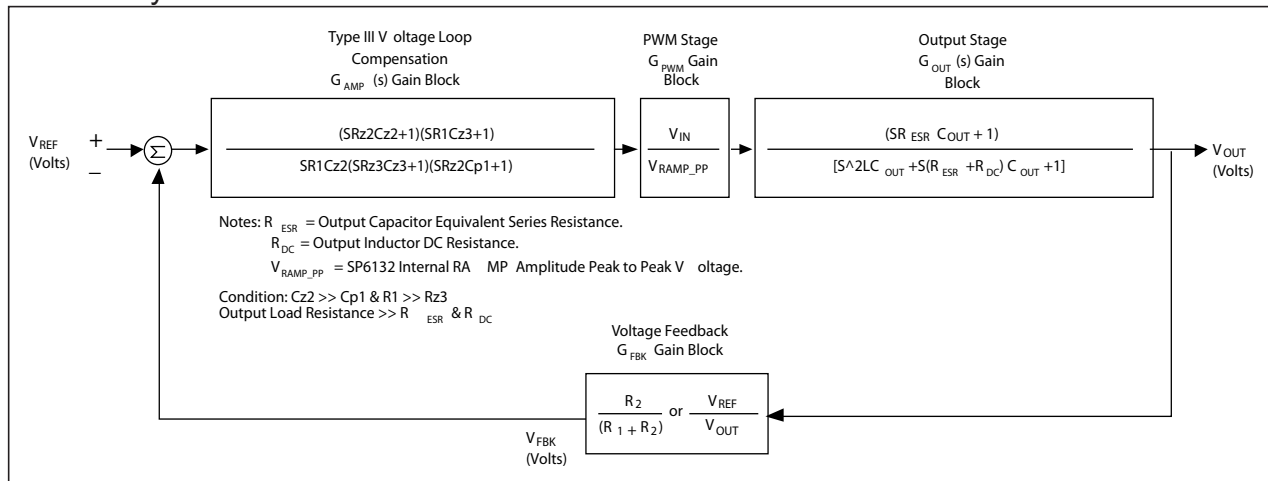 Type III V oltage Loop
Compensation
G AMP (s) Gain Block
PWM Stage
G PWM Gain
Block
Output Stage
G OUT (s) Gain
Block
V REF
(Volts)
+
−
Σ
(SRz2Cz2+1)(SR1Cz3+1)
SR1Cz2(SRz3Cz3+1)(SRz2Cp1+1)
V IN
V RAMP_PP
(SR ESR C OUT + 1)
[S^2LC OUT +S(R ESR +R DC) C OUT +1]
V OUT
(Volts)
Notes: R ESR = Output Capacitor Equivalent Series Resistance.
R DC = Output Inductor DC Resistance.
V RAMP_PP = SP6132 Internal RA MP Amplitude Peak to Peak V oltage.
Condition: Cz2 >> Cp1 & R1 >> Rz3
Output Load Resistance >> R ESR & R DC
Voltage Feedback
G FBK Gain Block
R 2
(R 1 + R 2)
or
V REF
V OUT
V FBK
(Volts)